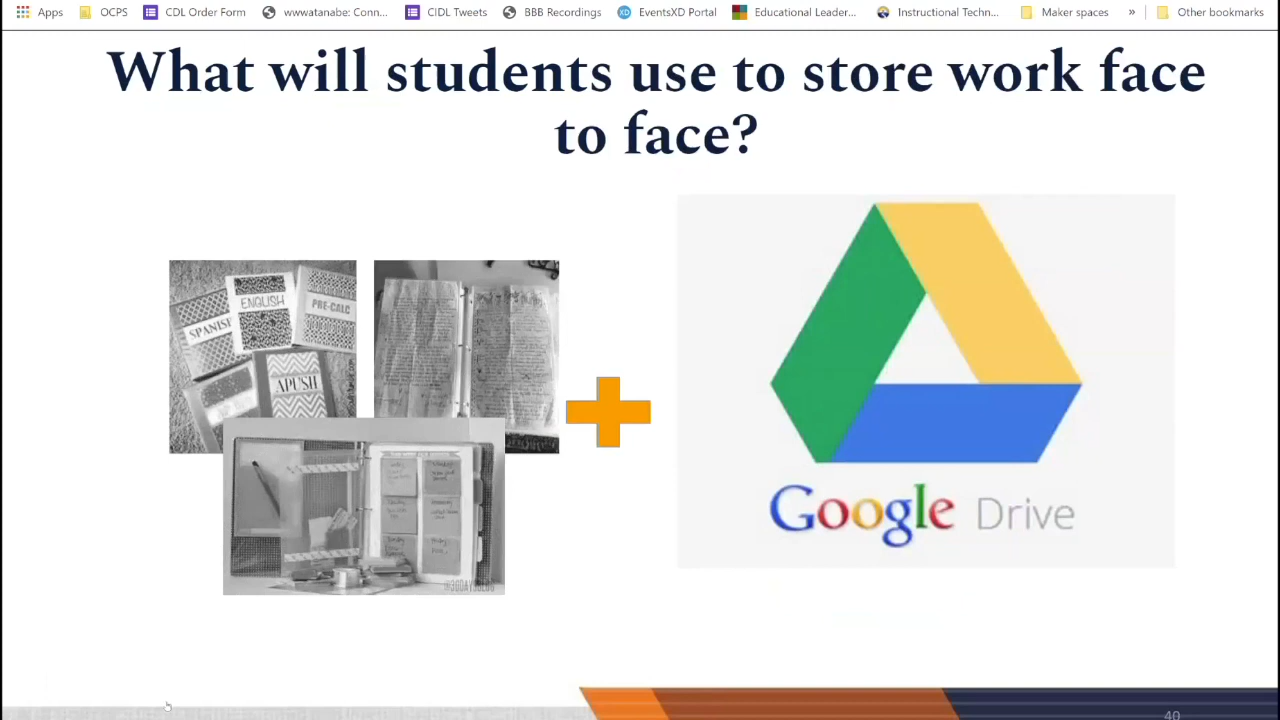 Apps OCPS CDL Order Form wwwatanabe: Conn... CIDL Tweets BBB Recordings KD EventsXD Portal Educational Leader... Instructional Techn... Maker spaces » Other bookmarks
What will students use to store work face
to face?
ENGLISH
PRE-CALC
SPANISH
APUSH
Google Drive
40